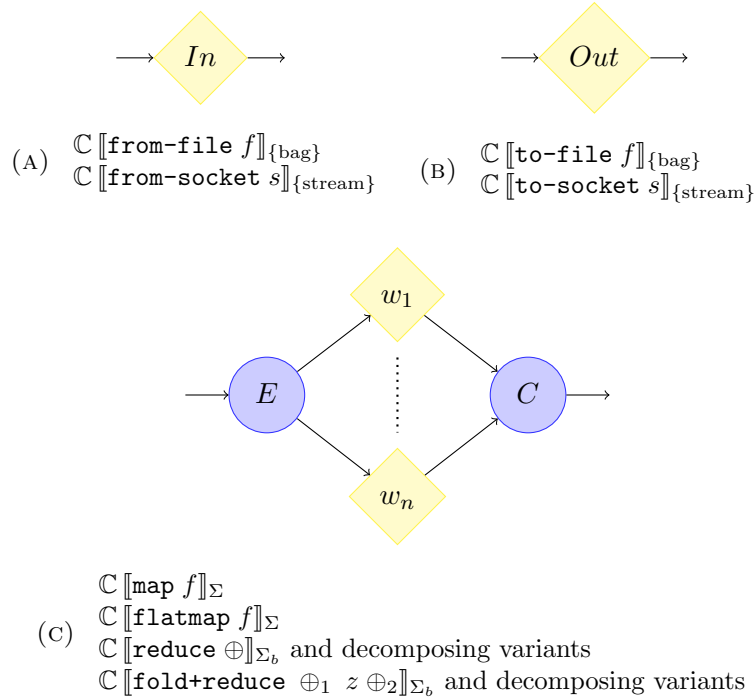 In
Out
(A) ℂ ⟦from-file f⟧{bag}
ℂ ⟦from-socket s⟧{stream}
(B) ℂ ⟦to-file f⟧{bag}
ℂ ⟦to-socket s⟧{stream}
w₁
E
C
wₙ
(C) ℂ ⟦map f⟧Σ
ℂ ⟦flatmap f⟧Σ
ℂ ⟦reduce ⊕⟧Σb and decomposing variants
ℂ ⟦fold+reduce ⊕₁ z ⊕₂⟧Σb and decomposing variants